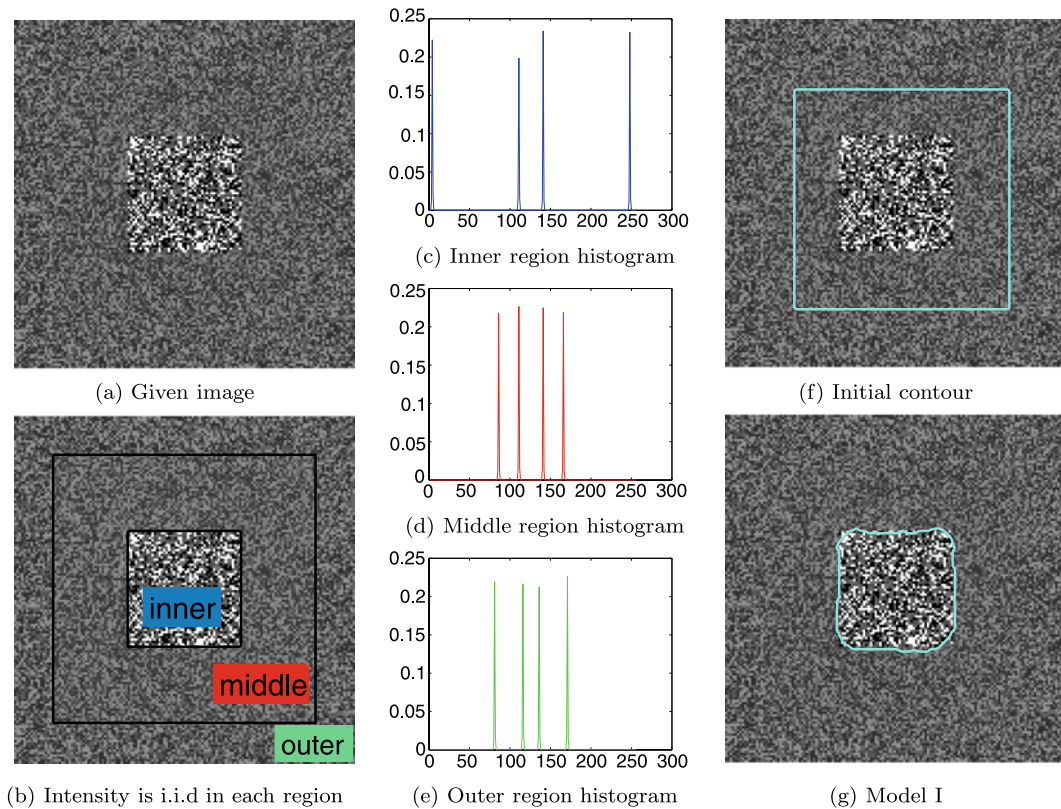 (a) Given image
inner
middle
outer
(b) Intensity is i.i.d in each region
0.25
0.2
0.15
0.1
0.05
0
0 50 100 150 200 250 300
(c) Inner region histogram
0.25
0.2
0.15
0.1
0.05
0
0 50 100 150 200 250 300
(d) Middle region histogram
0.25
0.2
0.15
0.1
0.05
0
0 50 100 150 200 250 300
(e) Outer region histogram
(f) Initial contour
(g) Model I